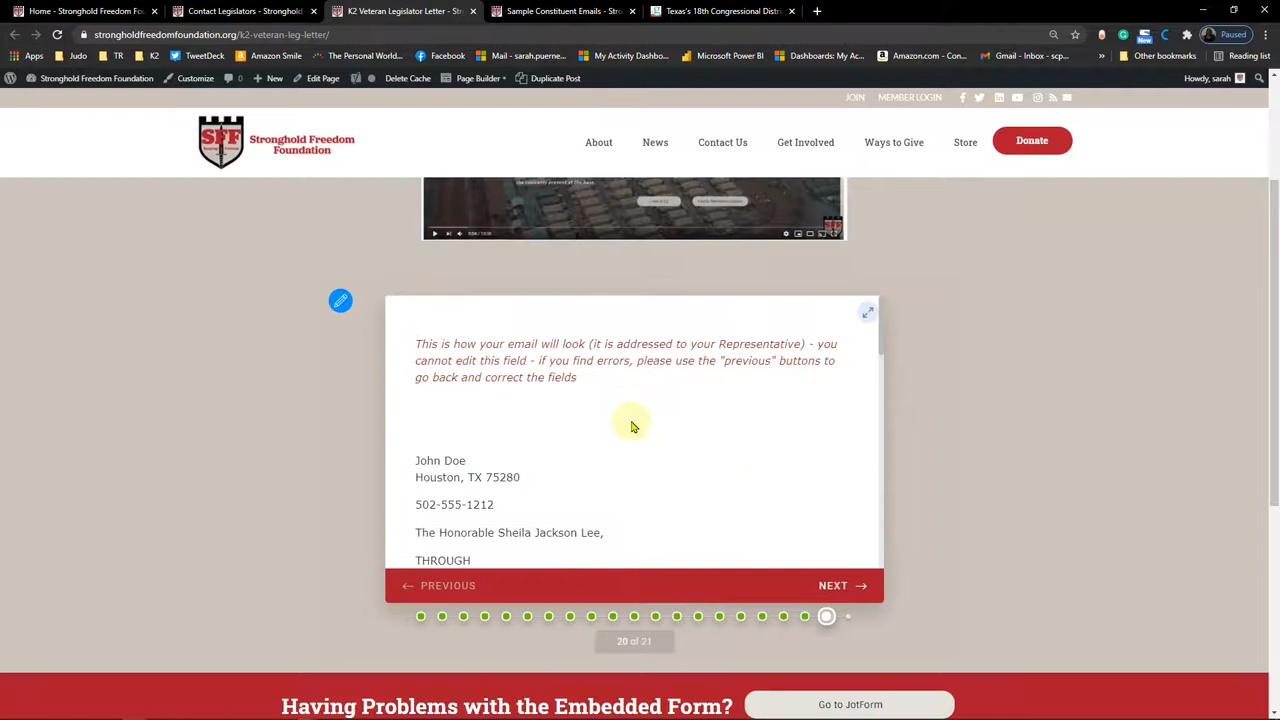 Home - Stronghold Freedom Fou
Contact Legislators - Stronghold
K2 Veteran Legislator Letter - Str
Sample Constituent Emails - Stro
Texas's 18th Congressional Distri
strongholdfreedomfoundation.org/k2-veteran-leg-letter/
New
Paused
Apps
Judo
TR
K2
TweetDeck
The Personal World...
Facebook
Mail - sarah.puerne...
My Activity Dashbo...
Microsoft Power BI
Dashboards: My Ac...
Amazon.com - Onli...
Gmail - Inbox - scp...
Other bookmarks
Reading list
Stronghold Freedom Foundation
Customize
0
New
Edit Page
Delete Cache
Page Builder
Duplicate Post
Howdy, sarah
JOIN
MEMBER LOGIN
SFF
Stronghold Freedom
Foundation
About
News
Contact Us
Get Involved
Ways to Give
Store
Donate
This is how your email will look (it is addressed to your Representative) - you
cannot edit this field - if you find errors, please use the "previous" buttons to
go back and correct the fields
John Doe
Houston, TX 75280
502-555-1212
The Honorable Sheila Jackson Lee,
THROUGH
PREVIOUS
NEXT
20 of 21
Having Problems with the Embedded Form?
Go to JotForm